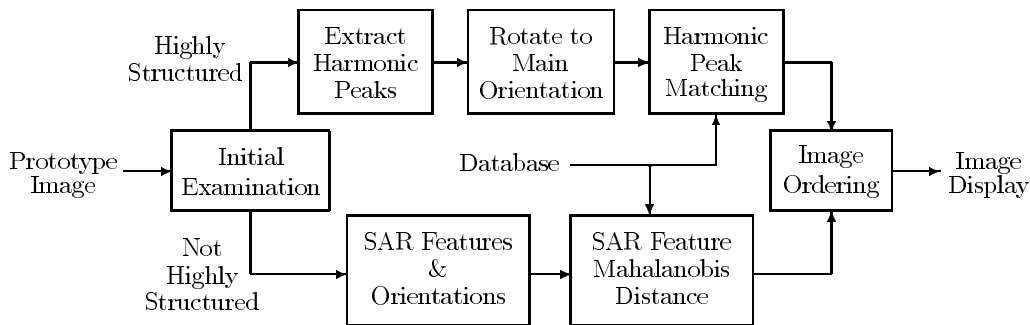 Prototype
Image
Initial
Examination
Highly
Structured
Extract
Harmonic
Peaks
Rotate to
Main
Orientation
Harmonic
Peak
Matching
Database
Not
Highly
Structured
SAR Features
&
Orientations
SAR Feature
Mahalanobis
Distance
Image
Ordering
Image
Display